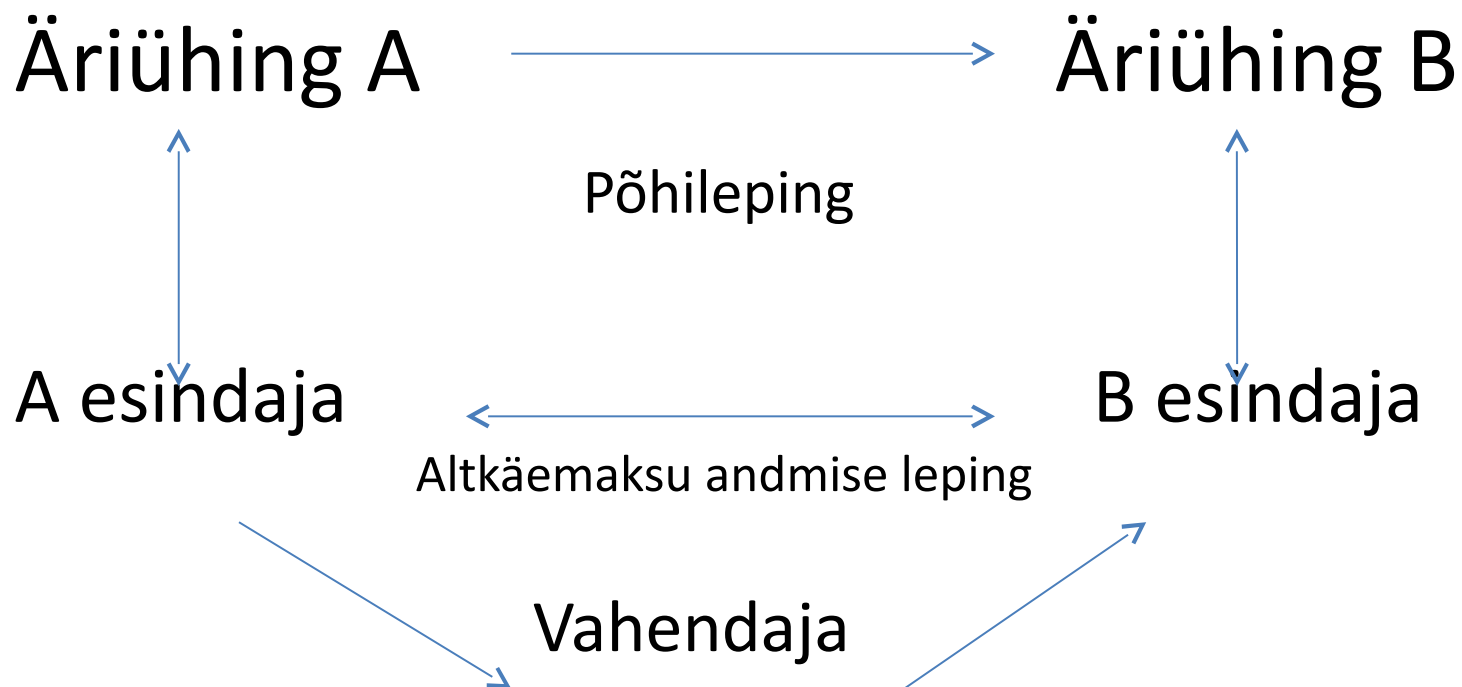 Äriühing A
Äriühing B
Põhileping
A esindaja
B esindaja
Altkäemaksu andmise leping
Vahendaja